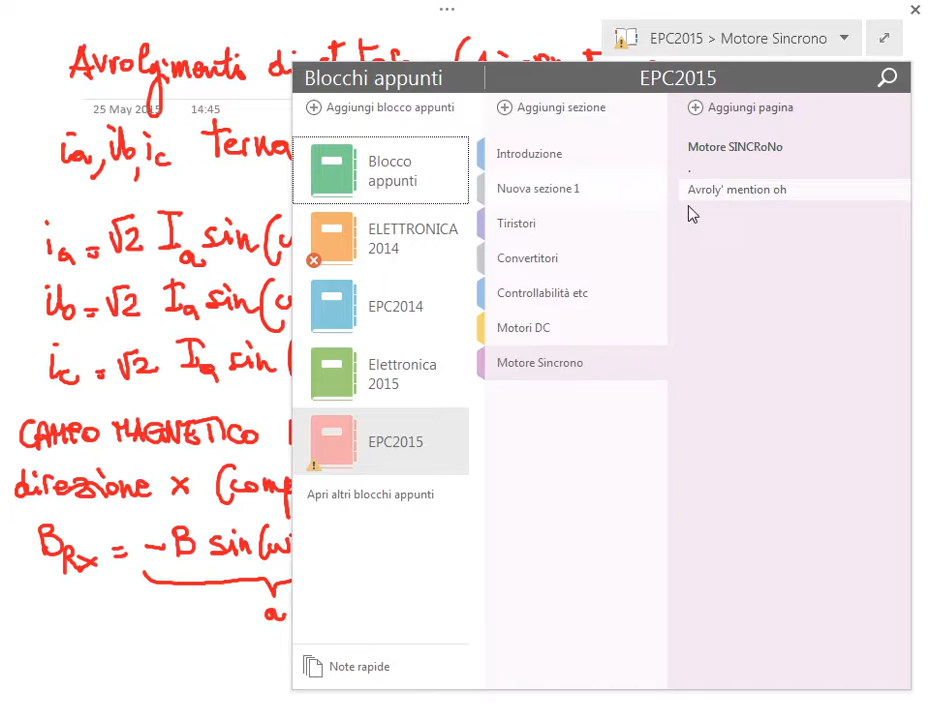 EPC2015 > Motore Sincrono
Avvolgimenti di
25 May 2015 14:45
ia, ib, ic terna
ia = √2 Ia sin(
ib = √2 Ia sin(
ic = √2 Ia sin(
CAMPO MAGNETICO
direzione x (comp
BRx = -B sin(ω
a
Blocchi appunti
EPC2015
Aggiungi blocco appunti
Aggiungi sezione
Aggiungi pagina
Blocco
appunti
ELETTRONICA
2014
EPC2014
Elettronica
2015
EPC2015
Apri altri blocchi appunti
Note rapide
Introduzione
Nuova sezione 1
Tiristori
Convertitori
Controllabilità etc
Motori DC
Motore Sincrono
Motore SINCRoNo
.
Avroly' mention oh